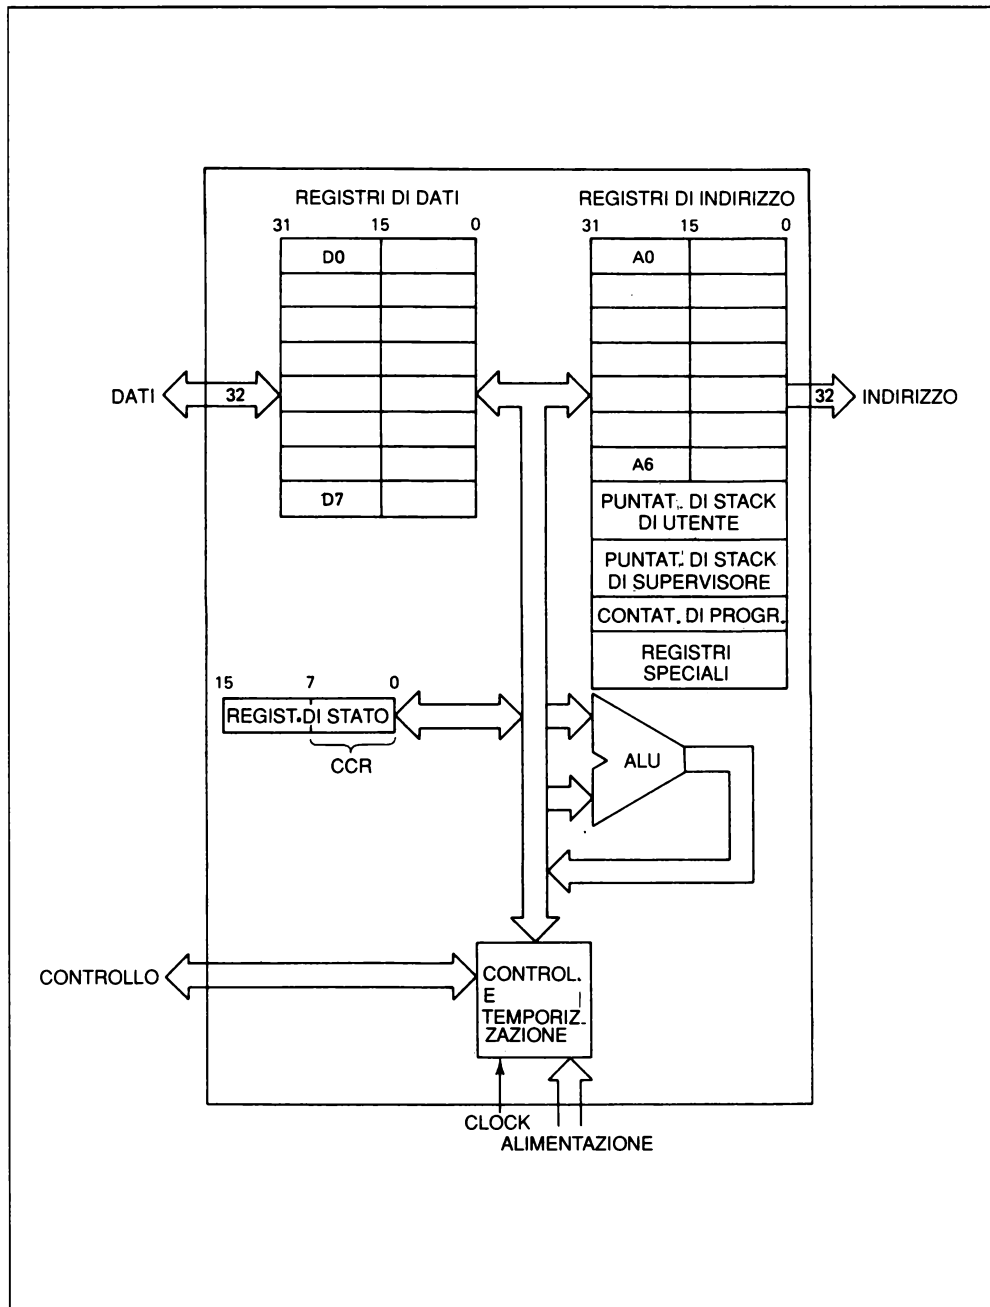 REGISTRI DI DATI
31 15 0
D0
D7
REGISTRI DI INDIRIZZO
31 15 0
A0
A6
PUNTAT. DI STACK
DI UTENTE
PUNTAT. DI STACK
DI SUPERVISORE
CONTAT. DI PROGR.
REGISTRI
SPECIALI
DATI
32
32
INDIRIZZO
15 7 0
REGIST. DI STATO
CCR
ALU
CONTROLLO
CONTROL.
E
TEMPORIZ-
ZAZIONE
CLOCK
ALIMENTAZIONE